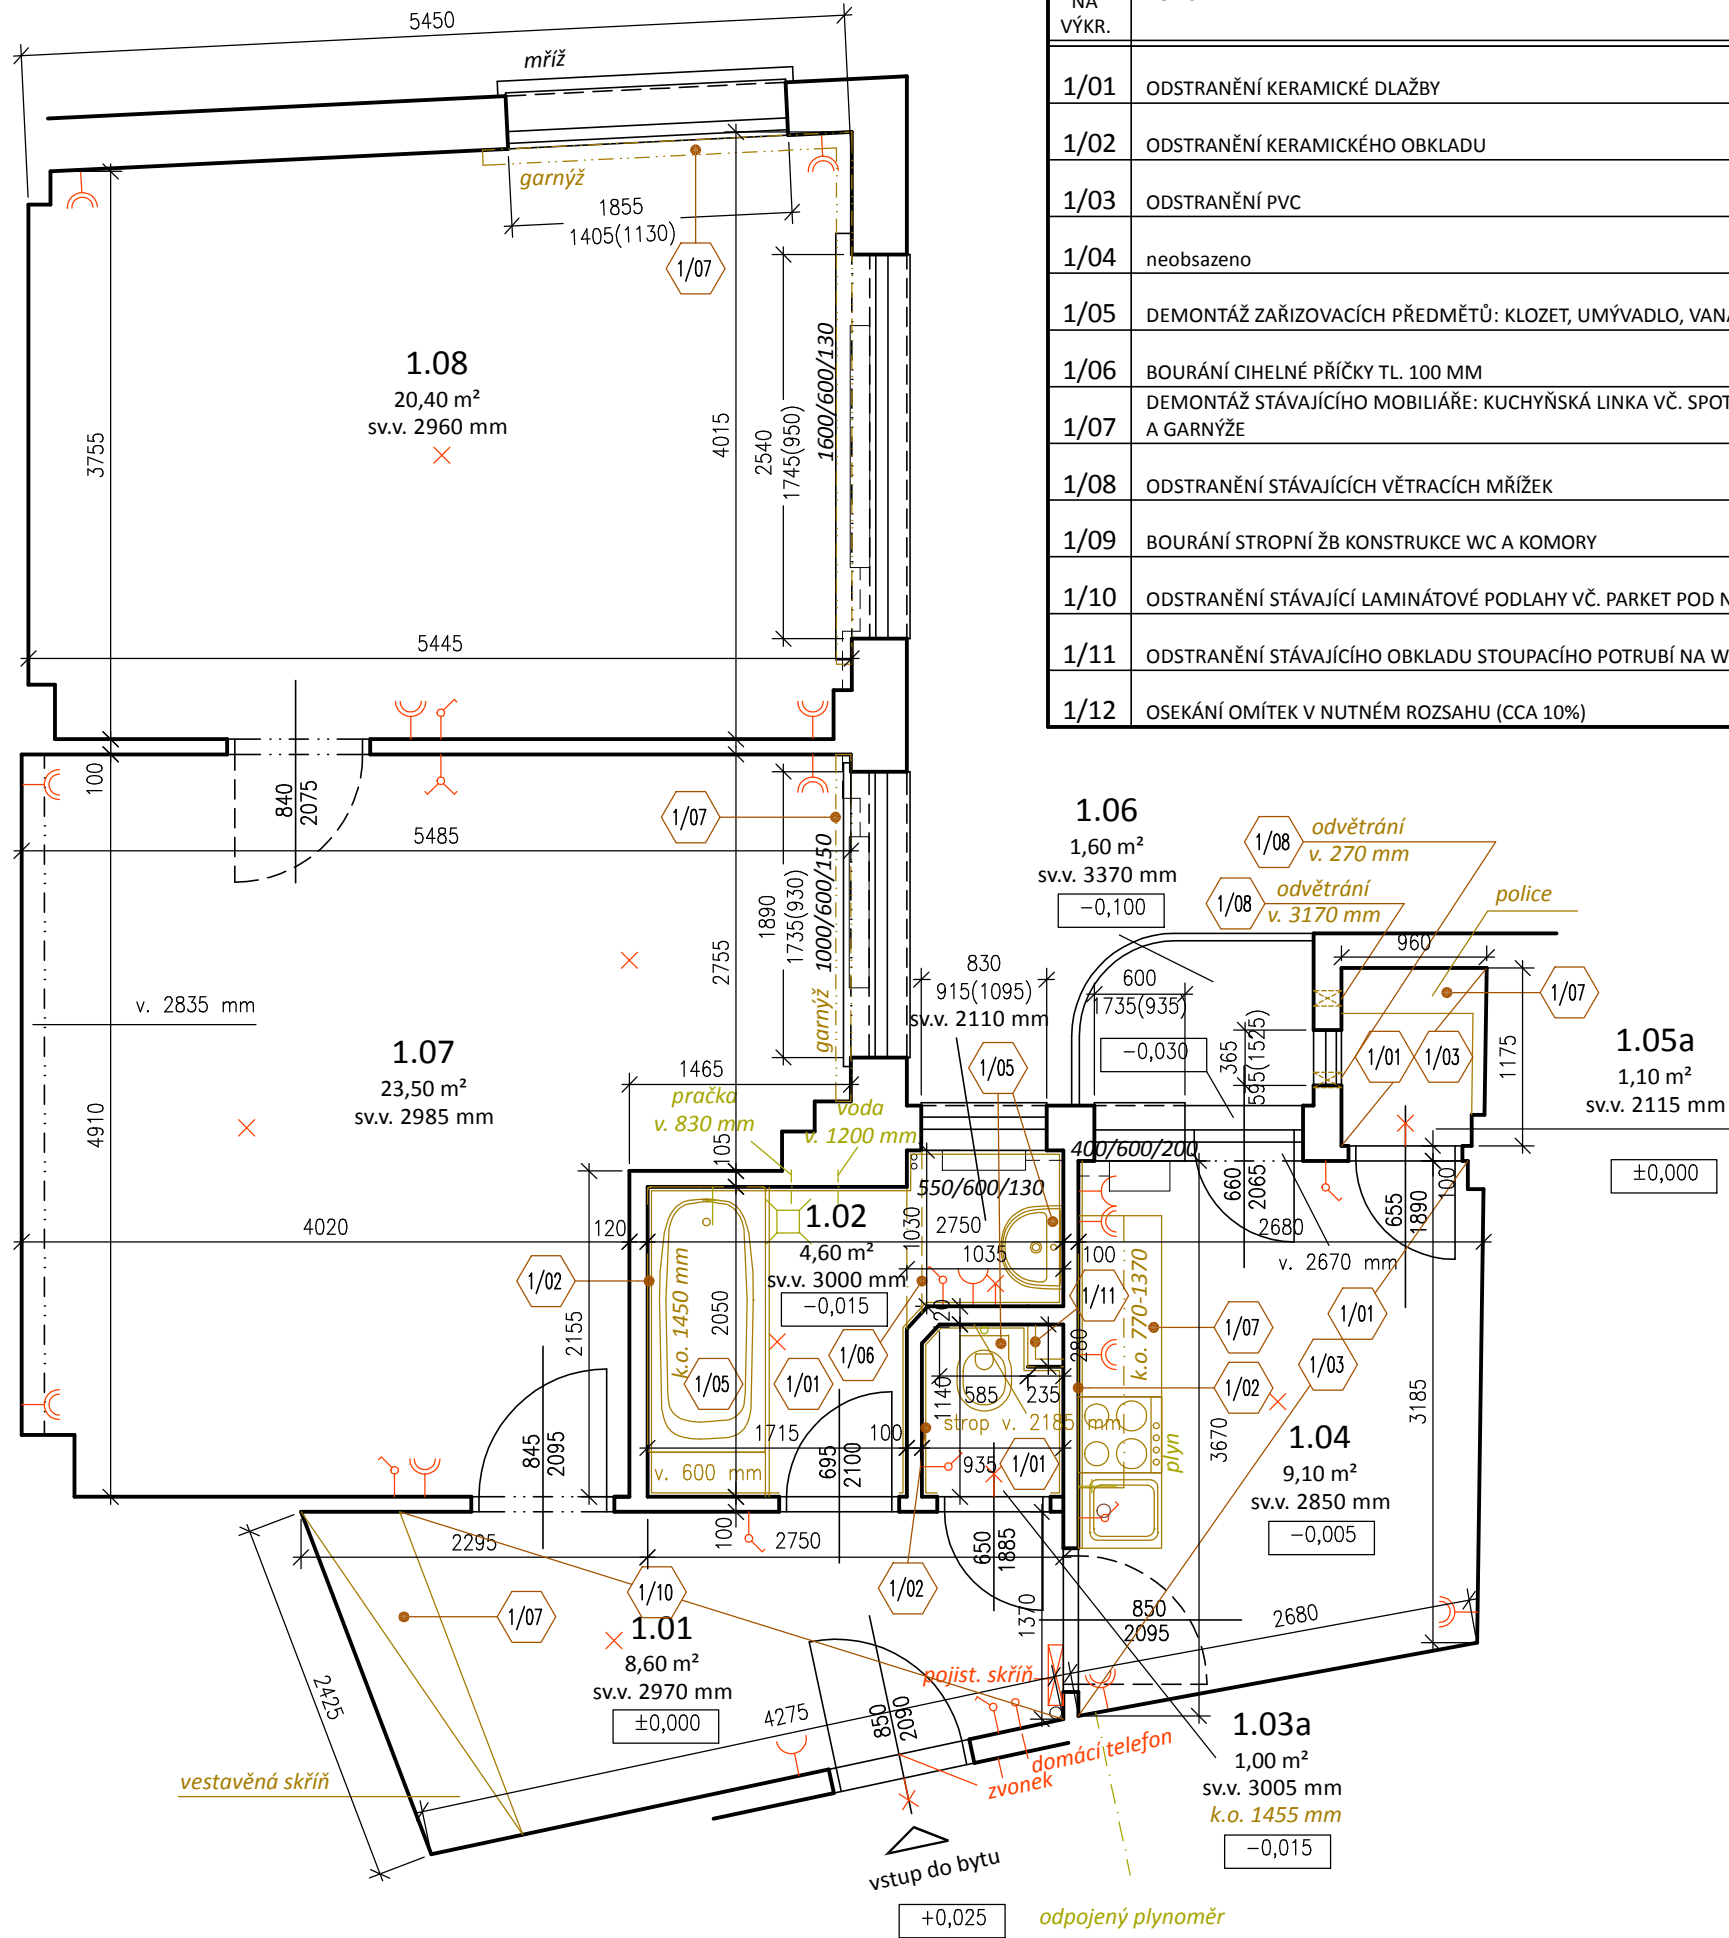 NA
VÝKR.
1/01 ODSTRANĚNÍ KERAMICKÉ DLAŽBY
1/02 ODSTRANĚNÍ KERAMICKÉHO OBKLADU
1/03 ODSTRANĚNÍ PVC
1/04 neobsazeno
1/05 DEMONTÁŽ ZAŘIZOVACÍCH PŘEDMĚTŮ: KLOZET, UMÝVADLO, VANA
1/06 BOURÁNÍ CIHELNÉ PŘÍČKY TL. 100 MM
DEMONTÁŽ STÁVAJÍCÍHO MOBILIÁŘE: KUCHYŇSKÁ LINKA VČ. SPOT
1/07 A GARNÝŽE
1/08 ODSTRANĚNÍ STÁVAJÍCÍCH VĚTRACÍCH MŘÍŽEK
1/09 BOURÁNÍ STROPNÍ ŽB KONSTRUKCE WC A KOMORY
1/10 ODSTRANĚNÍ STÁVAJÍCÍ LAMINÁTOVÉ PODLAHY VČ. PARKET POD N
1/11 ODSTRANĚNÍ STÁVAJÍCÍHO OBKLADU STOUPACÍHO POTRUBÍ NA W
1/12 OSEKÁNÍ OMÍTEK V NUTNÉM ROZSAHU (CCA 10%)
5450
mříž
garnýž
1855
1405(1130)
1/07
1.08
20,40 m²
sv.v. 2960 mm
3755
4015
2540
1745(950)
1600/600/130
5445
100
840
2075
5485
1/07
1890
1735(930)
1000/600/150
garnýž
2755
v. 2835 mm
1.07
23,50 m²
sv.v. 2985 mm
4910
1465
pračka
v. 830 mm
voda
v. 1200 mm
105
1.06
1,60 m²
sv.v. 3370 mm
-0,100
1/08
odvětrání
v. 270 mm
1/08
odvětrání
v. 3170 mm
police
960
1/07
830
915(1095)
sv.v. 2110 mm
600
1735(935)
-0,030
365
595(1525)
1/01
1/03
1175
1.05a
1,10 m²
sv.v. 2115 mm
±0,000
1/05
400/600/200
550/600/130
660
2065
655
1890
100
4020
120
1.02
4,60 m²
sv.v. 3000 mm
-0,015
1030
2750
1035
100
2680
v. 2670 mm
1/02
k.o. 1450 mm
2050
2155
20
1/11
k.o. 770-1370
1/07
1/01
1/06
280
1/03
1/05
1/01
1140
585
235
1/02
strop v. 2185 mm
3670
3185
1715
100
935
1/01
plyn
1.04
9,10 m²
sv.v. 2850 mm
-0,005
845
2095
v. 600 mm
695
2100
2295
100
2750
650
1885
1/10
1/02
1/07
1370
850
2095
2680
1.01
8,60 m²
sv.v. 2970 mm
±0,000
2425
4275
850
2090
pojist. skříň
domácí telefon
zvonek
1.03a
1,00 m²
sv.v. 3005 mm
k.o. 1455 mm
-0,015
vestavěná skříň
vstup do bytu
+0,025
odpojený plynoměr